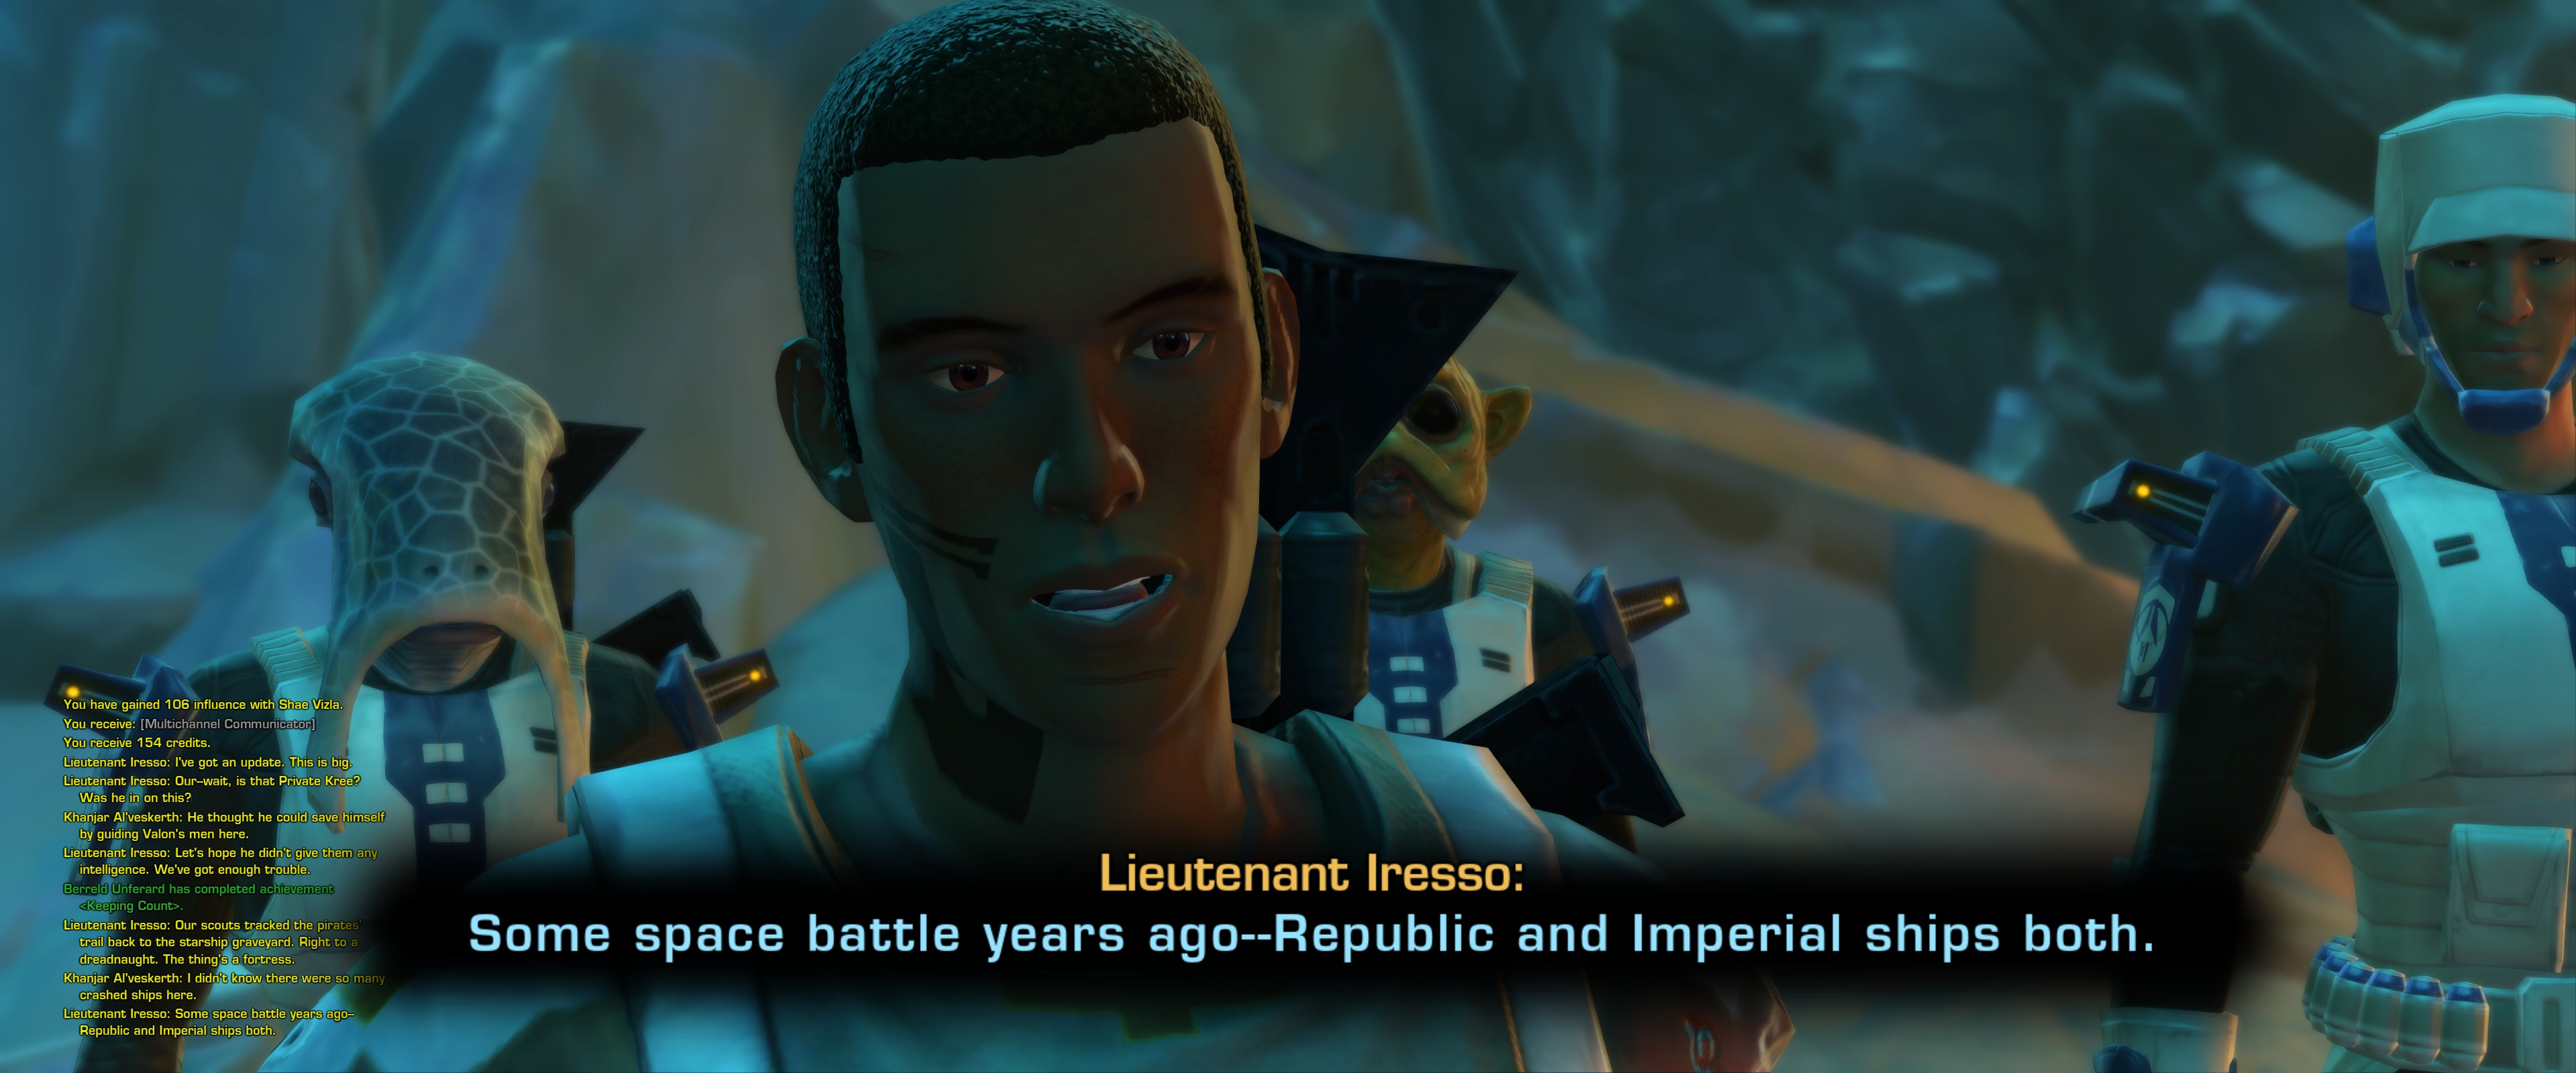 You have gained 106 influence with Shae Vizla.
You receive: [Multichannel Communicator]
You receive 154 credits.
Lieutenant Iresso: I've got an update. This is big.
Lieutenant Iresso: Our--wait, is that Private Kree?
Was he in on this?
Khanjar Al'veskerth: He thought he could save himself
by guiding Valon's men here.
Lieutenant Iresso: Let's hope he didn't give them any
intelligence. We've got enough trouble.
Berreld Unferard has completed achievement
<Keeping Count>.
Lieutenant Iresso: Our scouts tracked the pirates'
trail back to the starship graveyard. Right to a
dreadnaught. The thing's a fortress.
Khanjar Al'veskerth: I didn't know there were so many
crashed ships here.
Lieutenant Iresso: Some space battle years ago--
Republic and Imperial ships both.
Lieutenant Iresso:
Some space battle years ago--Republic and Imperial ships both.